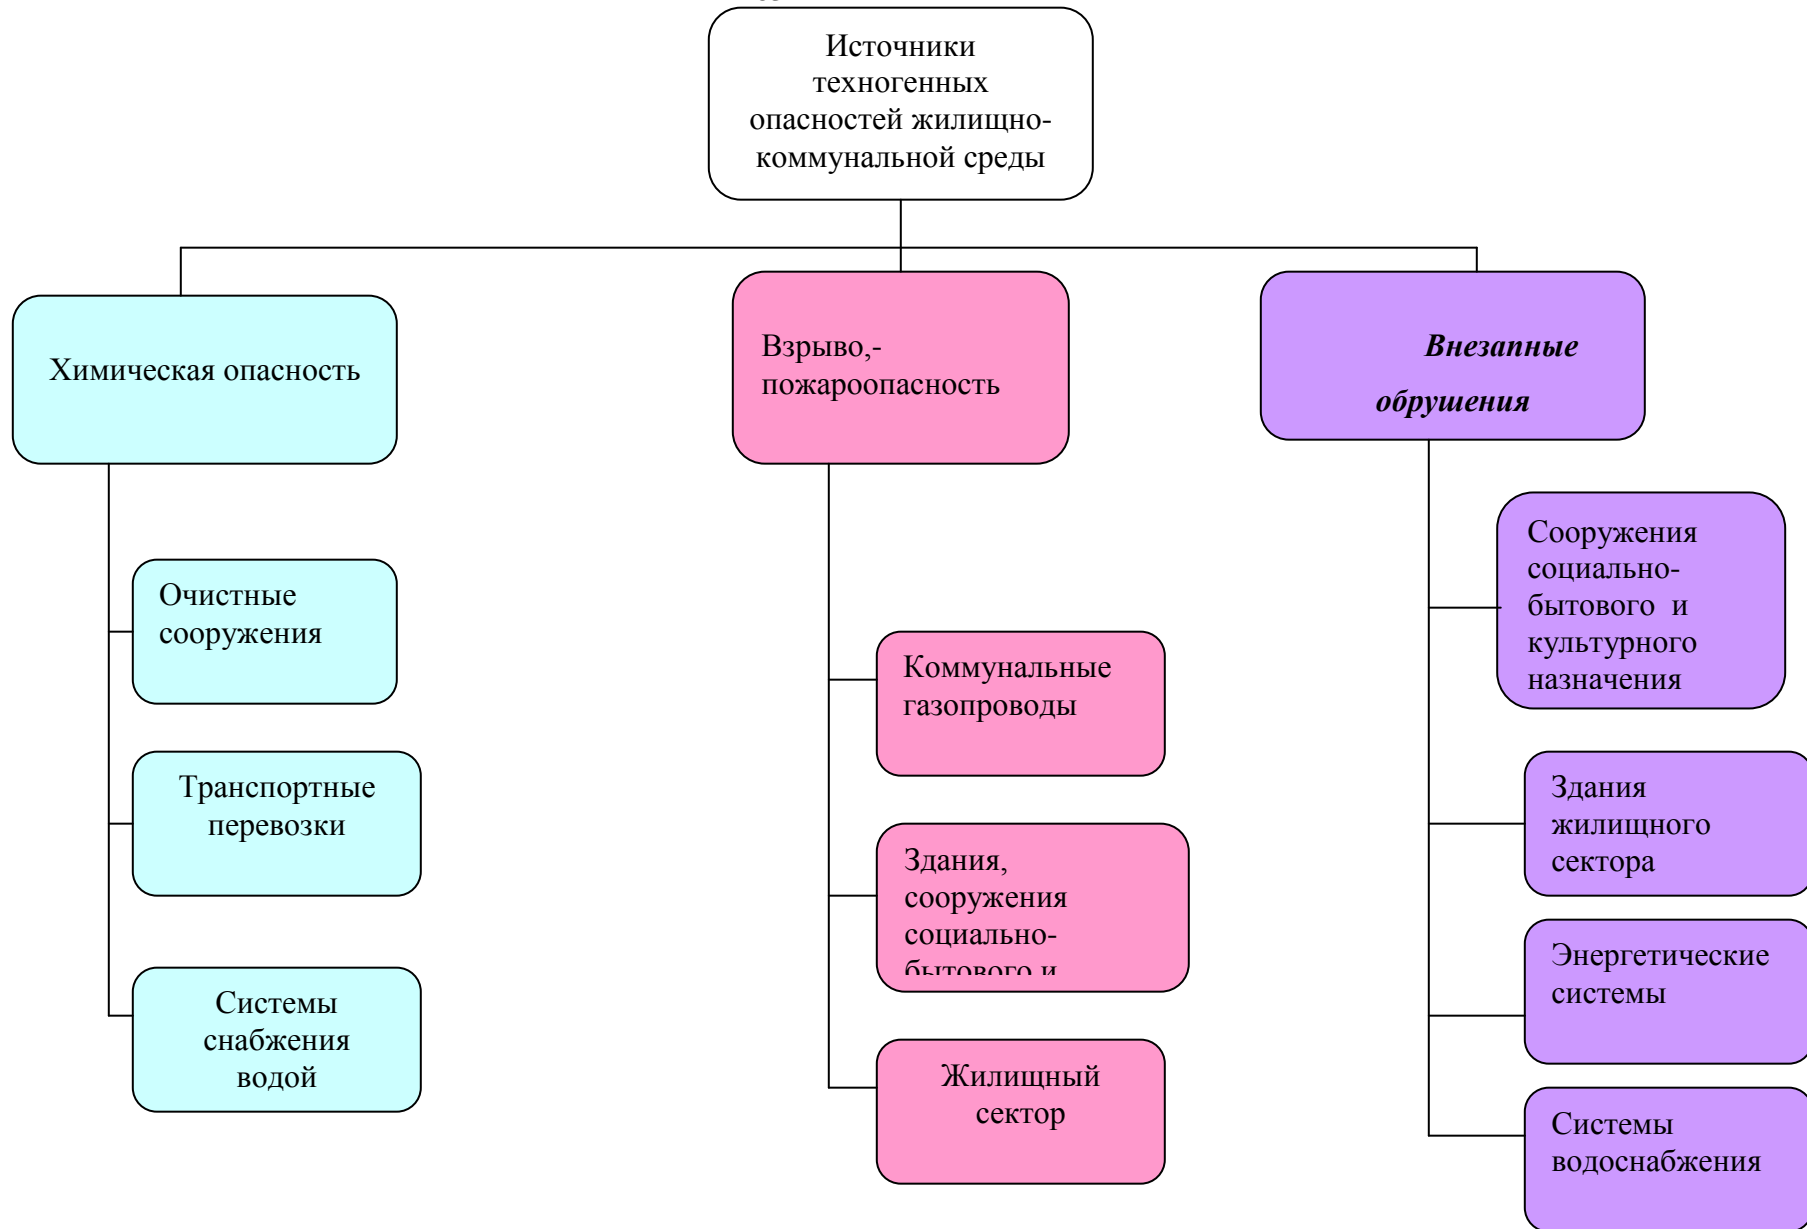 Источники
техногенных
опасностей жилищно-
коммунальной среды
Химическая опасность
Взрыво,-
пожароопасность
Внезапные
обрушения
Очистные
сооружения
Транспортные
перевозки
Системы
снабжения
водой
Коммунальные
газопроводы
Здания,
сооружения
социально-
бытового и
Жилищный
сектор
Сооружения
социально-
бытового и
культурного
назначения
Здания
жилищного
сектора
Энергетические
системы
Системы
водоснабжения